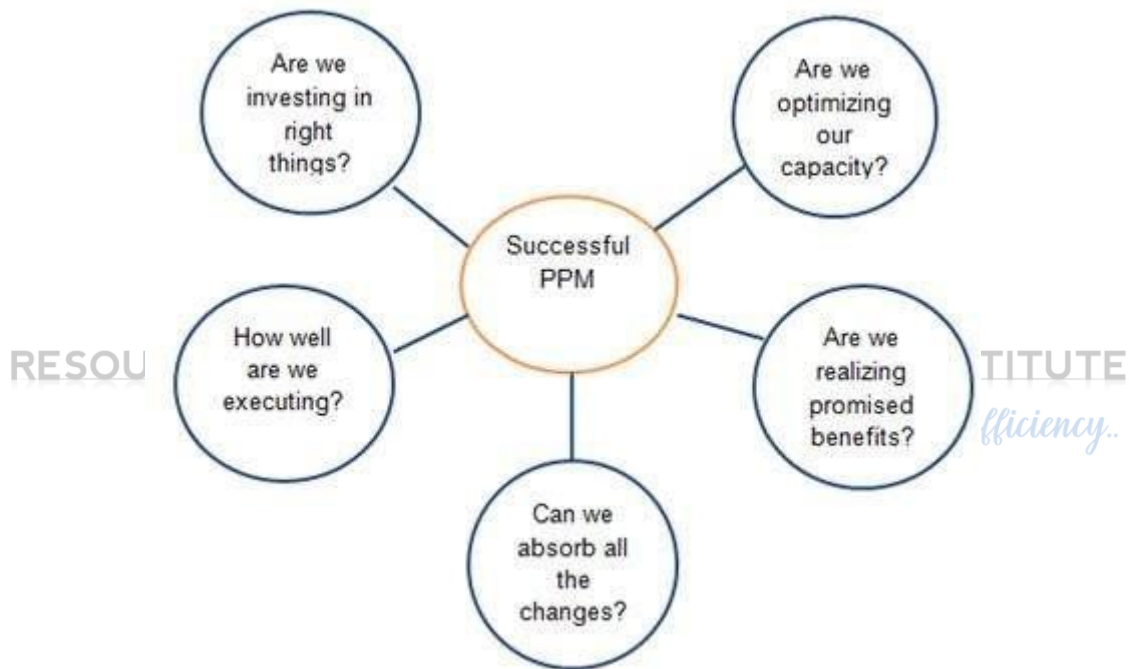 Are we
investing in
right
things?
Are we
optimizing
our
capacity?
Successful
PPM
How well
are we
executing?
Are we
realizing
promised
benefits?
Can we
absorb all
the
changes?
RESOU
TITUTE
fficiency..